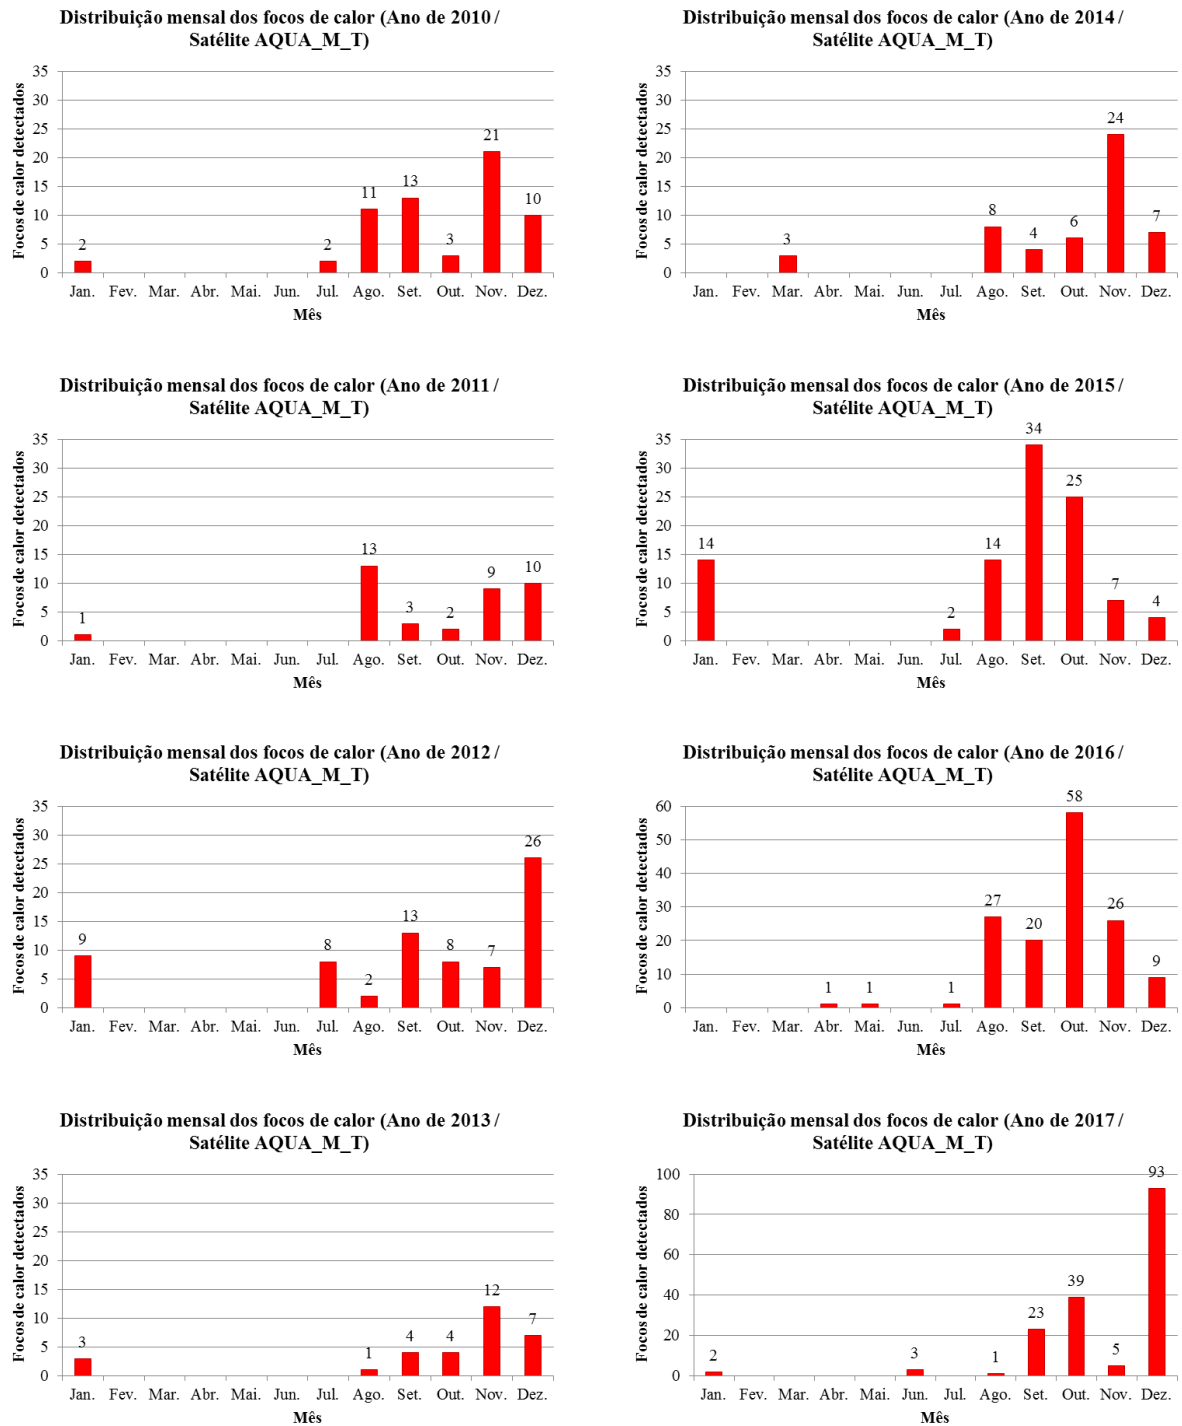 Distribuição mensal dos focos de calor (Ano de 2010 /
Satélite AQUA_M_T)
Focos de calor detectados
35
30
25
20
15
10
5
0
2
2
11
13
3
21
10
Jan. Fev. Mar. Abr. Mai. Jun. Jul. Ago. Set. Out. Nov. Dez.
Mês
Distribuição mensal dos focos de calor (Ano de 2014 /
Satélite AQUA_M_T)
Focos de calor detectados
35
30
25
20
15
10
5
0
3
8
4
6
24
7
Jan. Fev. Mar. Abr. Mai. Jun. Jul. Ago. Set. Out. Nov. Dez.
Mês
Distribuição mensal dos focos de calor (Ano de 2011 /
Satélite AQUA_M_T)
Focos de calor detectados
35
30
25
20
15
10
5
0
1
13
3
2
9
10
Jan. Fev. Mar. Abr. Mai. Jun. Jul. Ago. Set. Out. Nov. Dez.
Mês
Distribuição mensal dos focos de calor (Ano de 2015 /
Satélite AQUA_M_T)
Focos de calor detectados
35
30
25
20
15
10
5
0
14
2
14
34
25
7
4
Jan. Fev. Mar. Abr. Mai. Jun. Jul. Ago. Set. Out. Nov. Dez.
Mês
Distribuição mensal dos focos de calor (Ano de 2012 /
Satélite AQUA_M_T)
Focos de calor detectados
35
30
25
20
15
10
5
0
9
8
2
13
8
7
26
Jan. Fev. Mar. Abr. Mai. Jun. Jul. Ago. Set. Out. Nov. Dez.
Mês
Distribuição mensal dos focos de calor (Ano de 2016 /
Satélite AQUA_M_T)
Focos de calor detectados
60
50
40
30
20
10
0
1
1
1
27
20
58
26
9
Jan. Fev. Mar. Abr. Mai. Jun. Jul. Ago. Set. Out. Nov. Dez.
Mês
Distribuição mensal dos focos de calor (Ano de 2013 /
Satélite AQUA_M_T)
Focos de calor detectados
35
30
25
20
15
10
5
0
3
1
4
4
12
7
Jan. Fev. Mar. Abr. Mai. Jun. Jul. Ago. Set. Out. Nov. Dez.
Mês
Distribuição mensal dos focos de calor (Ano de 2017 /
Satélite AQUA_M_T)
Focos de calor detectados
100
80
60
40
20
0
2
3
1
23
39
5
93
Jan. Fev. Mar. Abr. Mai. Jun. Jul. Ago. Set. Out. Nov. Dez.
Mês